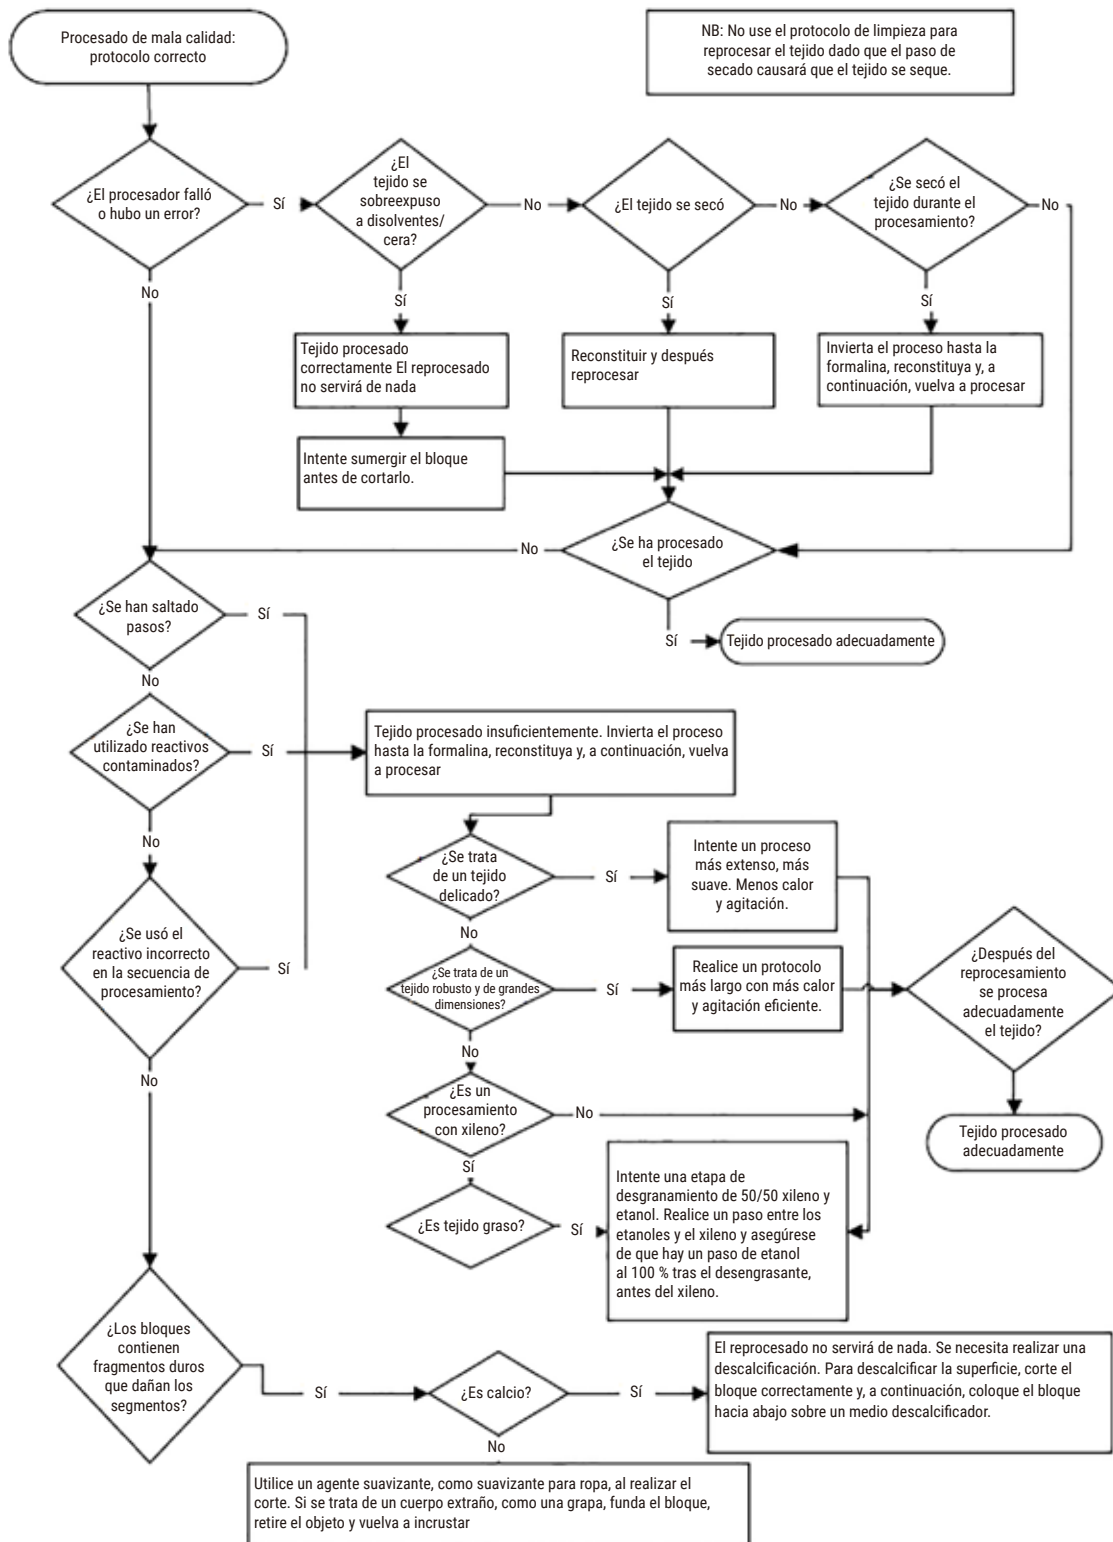 Procesado de mala calidad:
protocolo correcto
NB: No use el protocolo de limpieza para
reprocesar el tejido dado que el paso de
secado causará que el tejido se seque.
¿El procesador falló
o hubo un error?
Sí
¿El
tejido se
sobreexpuso
a disolventes/
cera?
No
¿El tejido se secó
No
¿Se secó el
tejido durante el
procesamiento?
No
No
Sí
Sí
Sí
Tejido procesado
correctamente El reprocesado
no servirá de nada
Reconstituir y después
reprocesar
Invierta el proceso hasta la
formalina, reconstituya y, a
continuación, vuelva a procesar
Intente sumergir el bloque
antes de cortarlo.
¿Se ha procesado
el tejido
No
Sí
Tejido procesado adecuadamente
¿Se han saltado
pasos?
Sí
No
¿Se han
utilizado reactivos
contaminados?
Sí
Tejido procesado insuficientemente. Invierta el proceso
hasta la formalina, reconstituya y, a continuación, vuelva
a procesar
No
¿Se usó el
reactivo incorrecto
en la secuencia de
procesamiento?
Sí
No
¿Se trata
de un tejido
delicado?
Sí
Intente un proceso
más extenso, más
suave. Menos calor
y agitación.
No
¿Se trata de un
tejido robusto y de grandes
dimensiones?
Sí
Realice un protocolo
más largo con más calor
y agitación eficiente.
¿Después del
reprocesamiento
se procesa
adecuadamente
el tejido?
No
¿Es un
procesamiento
con xileno?
No
Tejido procesado
adecuadamente
Sí
¿Es tejido graso?
Sí
Intente una etapa de
desgranamiento de 50/50 xileno y
etanol. Realice un paso entre los
etanoles y el xileno y asegúrese
de que hay un paso de etanol
al 100 % tras el desengrasante,
antes del xileno.
¿Los bloques
contienen
fragmentos duros
que dañan los
segmentos?
Sí
¿Es calcio?
Sí
El reprocesado no servirá de nada. Se necesita realizar una
descalcificación. Para descalcificar la superficie, corte el
bloque correctamente y, a continuación, coloque el bloque
hacia abajo sobre un medio descalcificador.
No
Utilice un agente suavizante, como suavizante para ropa, al realizar el
corte. Si se trata de un cuerpo extraño, como una grapa, funda el bloque,
retire el objeto y vuelva a incrustar